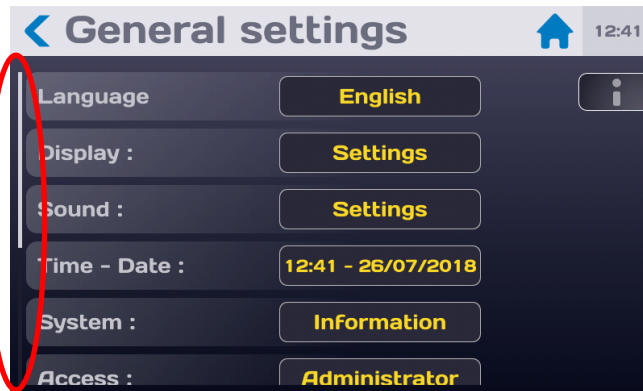 General settings
12:41
Language English
Display : Settings
Sound : Settings
Time - Date : 12:41 - 26/07/2018
System : Information
Access : Administrator